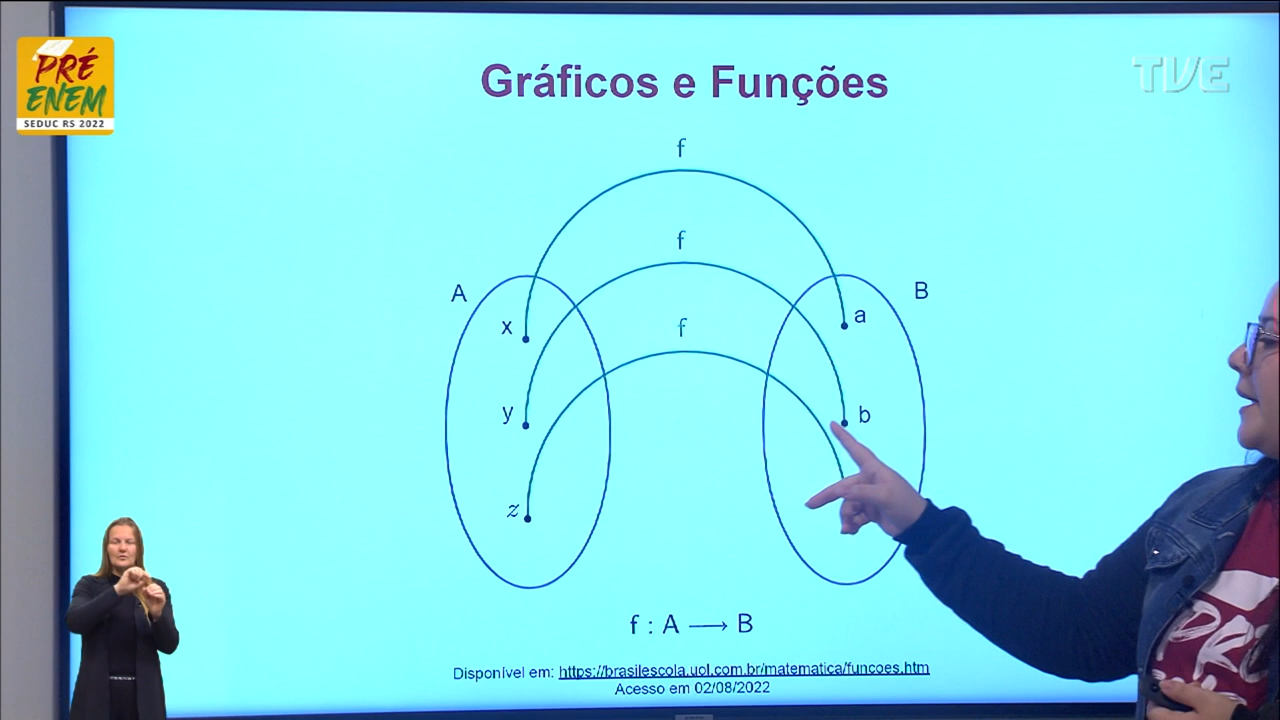 PRÉ
ENEM
SEDUC RS 2022
TVE
Gráficos e Funções
f
f
f
A
B
x
a
y
b
z
f : A ⟶ B
Disponível em: https://brasilescola.uol.com.br/matematica/funcoes.htm
Acesso em 02/08/2022